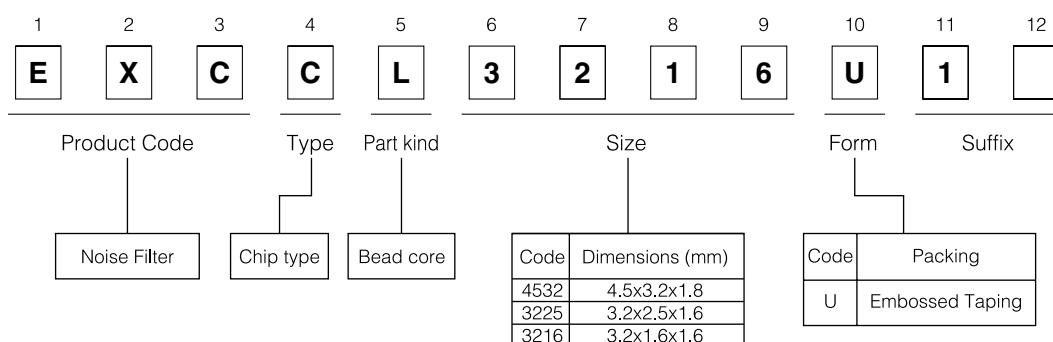 1 2 3 4 5 6 7 8 9 10 11 12
E X C C L 3 2 1 6 U 1
Product Code Type Part kind Size Form Suffix
Noise Filter Chip type Bead core
Code Dimensions (mm)
4532 4.5x3.2x1.8
3225 3.2x2.5x1.6
3216 3.2x1.6x1.6
Code Packing
U Embossed Taping